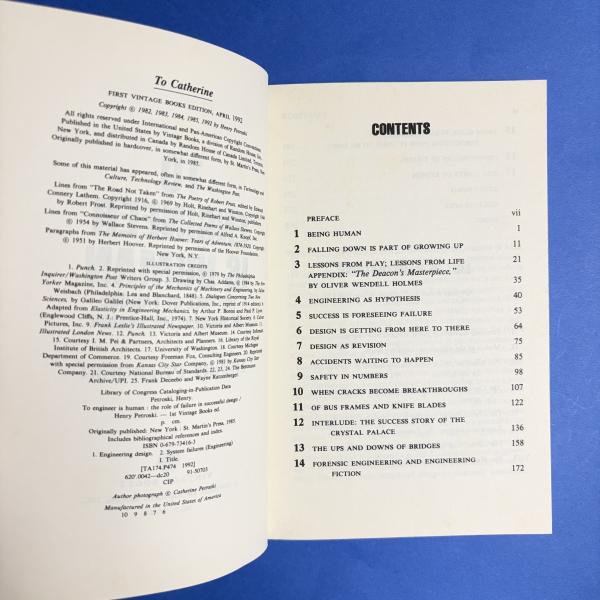 To Catherine
FIRST VINTAGE BOOKS EDITION, APRIL 1992
Copyright © 1982, 1983, 1984, 1985, 1992 by Henry Petroski
All rights reserved under International and Pan-American Copyright Conventions.
Published in the United States by Vintage Books, a division of Random House, Inc.,
New York, and distributed in Canada by Random House of Canada Limited, Toronto.
Originally published in hardcover, in somewhat different form, by St. Martin's Press, New
York, in 1985.
Some of this material has appeared, often in somewhat different form, in Technology and
Culture, Technology Review, and The Washington Post.
Lines from "The Road Not Taken" from the Poetry of Robert Frost, edited by Edward
Connery Lathem. Copyright 1916, © 1969 by Holt, Rinehart and Winston. Copyright 1944
by Robert Frost. Reprinted by permission of Holt, Rinehart and Winston, Publishers.
Lines from "Connoisseur of Chaos" from The Collected Poems of Wallace Stevens. Copyright
© 1954 by Wallace Stevens. Reprinted by permission of Alfred A. Knopf, Inc.
Paragraphs from The Memoirs of Herbert Hoover: Years of Adventure, 1874-1920. Copyright
© 1951 by Herbert Hoover. Reprinted by permission of the Hoover Foundation,
New York, N.Y.
ILLUSTRATION CREDITS
1. Punch. 2. Reprinted with special permission, © 1979 by The Philadelphia
Inquirer/Washington Post Writers Group. 3. Drawing by Chas. Addams; © 1984 by The New
Yorker Magazine, Inc. 4. Principles of the Mechanics of Machinery and Engineering, by Julius
Weisbach (Philadelphia: Lea and Blanchard, 1848). 5. Dialogues Concerning Two New
Sciences, by Galileo Galilei (New York: Dover Publications, Inc., reprint of 1914 edition). 6.
Adapted from Elasticity in Engineering Mechanics, by Arthur P. Boresi and P. P. Lynn
(Englewood Cliffs, N. J.: Prentice-Hall, Inc., 1974). 7. New York Historical Society. 8. Culver
Pictures, Inc. 9. Frank Leslie's Illustrated Newspaper. 10. Victoria and Albert Museum. 11.
Illustrated London News. 12. Punch. 13. Victoria and Albert Museum. 14. Courtesy
15. Courtesy I. M. Pei & Partners, Architects and Planners. 16. Library of the Royal
Institute of British Architects. 17. University of Washington. 18. Courtesy Michigan
Department of Commerce. 19. Courtesy Freeman Fox, Consulting Engineers. 20. Reprinted
with special permission from Kansas City Star Company, © 1981 by Kansas City Star
Company. 21. Courtesy National Bureau of Standards. 22, 23, 24. The Bettmann
Archive/UPI. 25. Frank Dezerbo and Wayne Ratzenberger.
Library of Congress Cataloging-in-Publication Data
Petroski, Henry.
To engineer is human : the role of failure in successful design /
Henry Petroski. — 1st Vintage Books ed.
p. cm.
Originally published: New York : St. Martin's Press, 1985.
Includes bibliographical references and index.
ISBN 0-679-73416-3
1. Engineering design. 2. System failures (Engineering)
I. Title.
[TA174.P474 1992]
620'.0042—dc20 91-50703
CIP
Author photograph © Catherine Petroski
Manufactured in the United States of America
10 9 8 7 6
CONTENTS
PREFACE vii
1 BEING HUMAN 1
2 FALLING DOWN IS PART OF GROWING UP 11
3 LESSONS FROM PLAY; LESSONS FROM LIFE 21
APPENDIX: "The Deacon's Masterpiece,"
BY OLIVER WENDELL HOLMES 35
4 ENGINEERING AS HYPOTHESIS 40
5 SUCCESS IS FORESEEING FAILURE 53
6 DESIGN IS GETTING FROM HERE TO THERE 64
7 DESIGN AS REVISION 75
8 ACCIDENTS WAITING TO HAPPEN 85
9 SAFETY IN NUMBERS 98
10 WHEN CRACKS BECOME BREAKTHROUGHS 107
11 OF BUS FRAMES AND KNIFE BLADES 122
12 INTERLUDE: THE SUCCESS STORY OF THE
CRYSTAL PALACE 136
13 THE UPS AND DOWNS OF BRIDGES 158
14 FORENSIC ENGINEERING AND ENGINEERING
FICTION 172